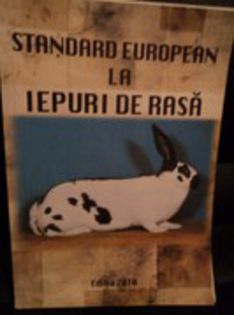 STANDARD EUROPEAN
LA
IEPURI DE RASĂ